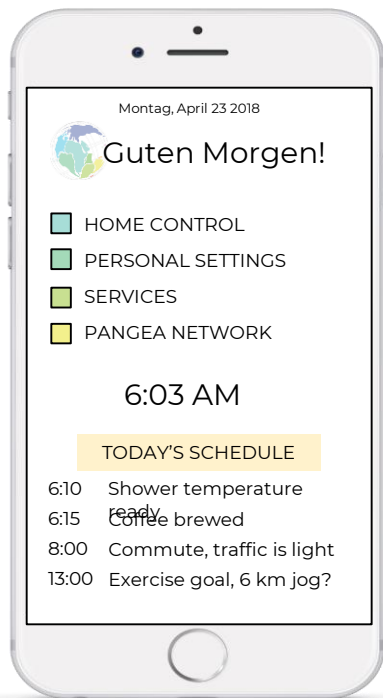 Montag, April 23 2018
Guten Morgen!
HOME CONTROL
PERSONAL SETTINGS
SERVICES
PANGEA NETWORK
6:03 AM
TODAY’S SCHEDULE
6:10 Shower temperature
ready
6:15 Coffee brewed
8:00 Commute, traffic is light
13:00 Exercise goal, 6 km jog?